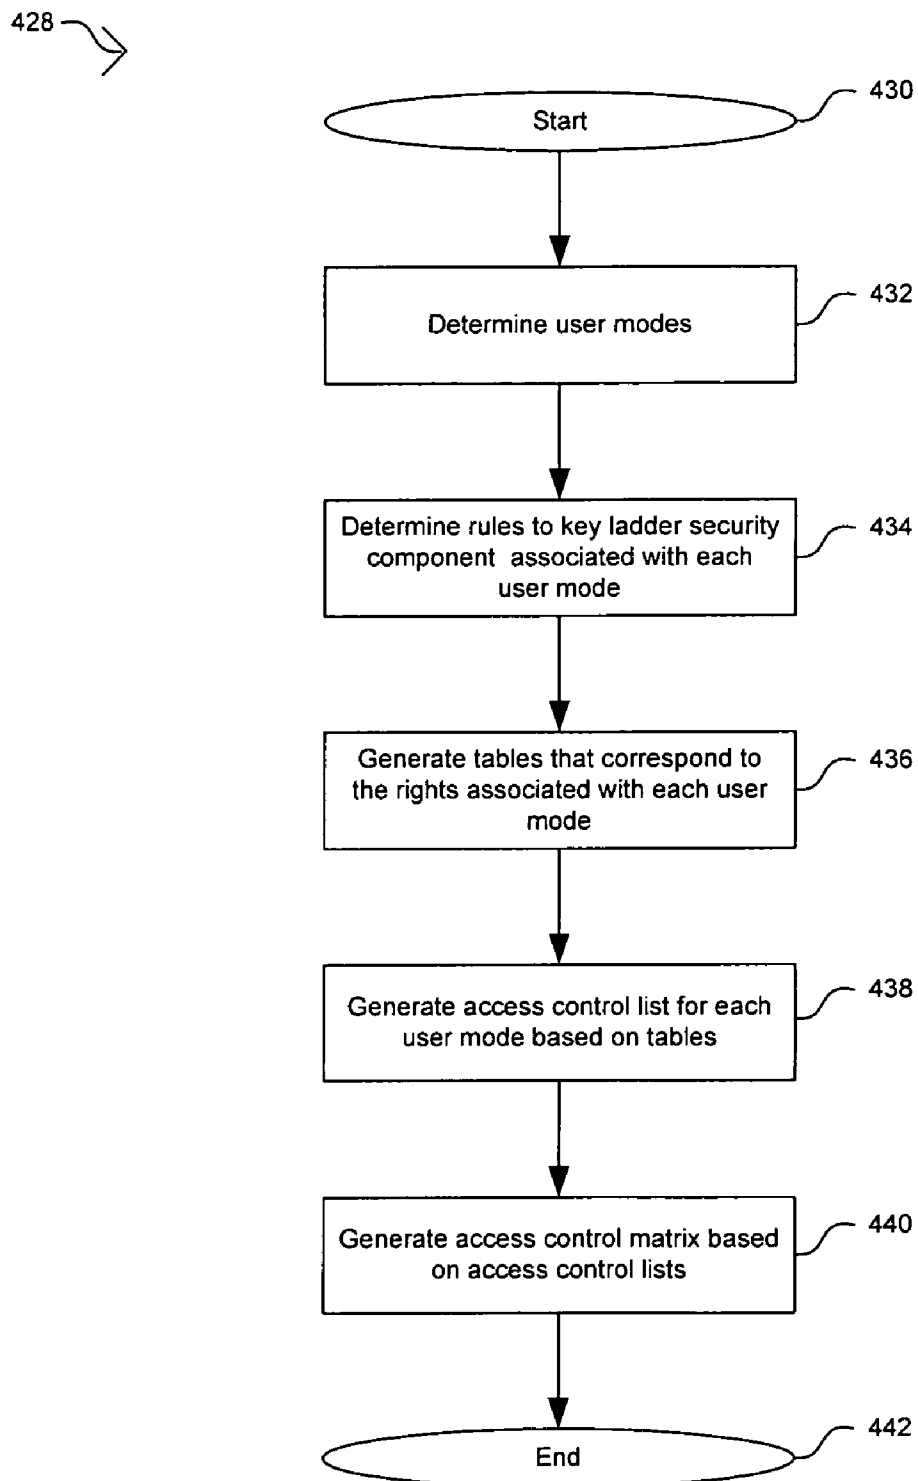 428
430
Start
432
Determine user modes
434
Determine rules to key ladder security
component associated with each
user mode
436
Generate tables that correspond to
the rights associated with each user
mode
438
Generate access control list for each
user mode based on tables
440
Generate access control matrix based
on access control lists
442
End